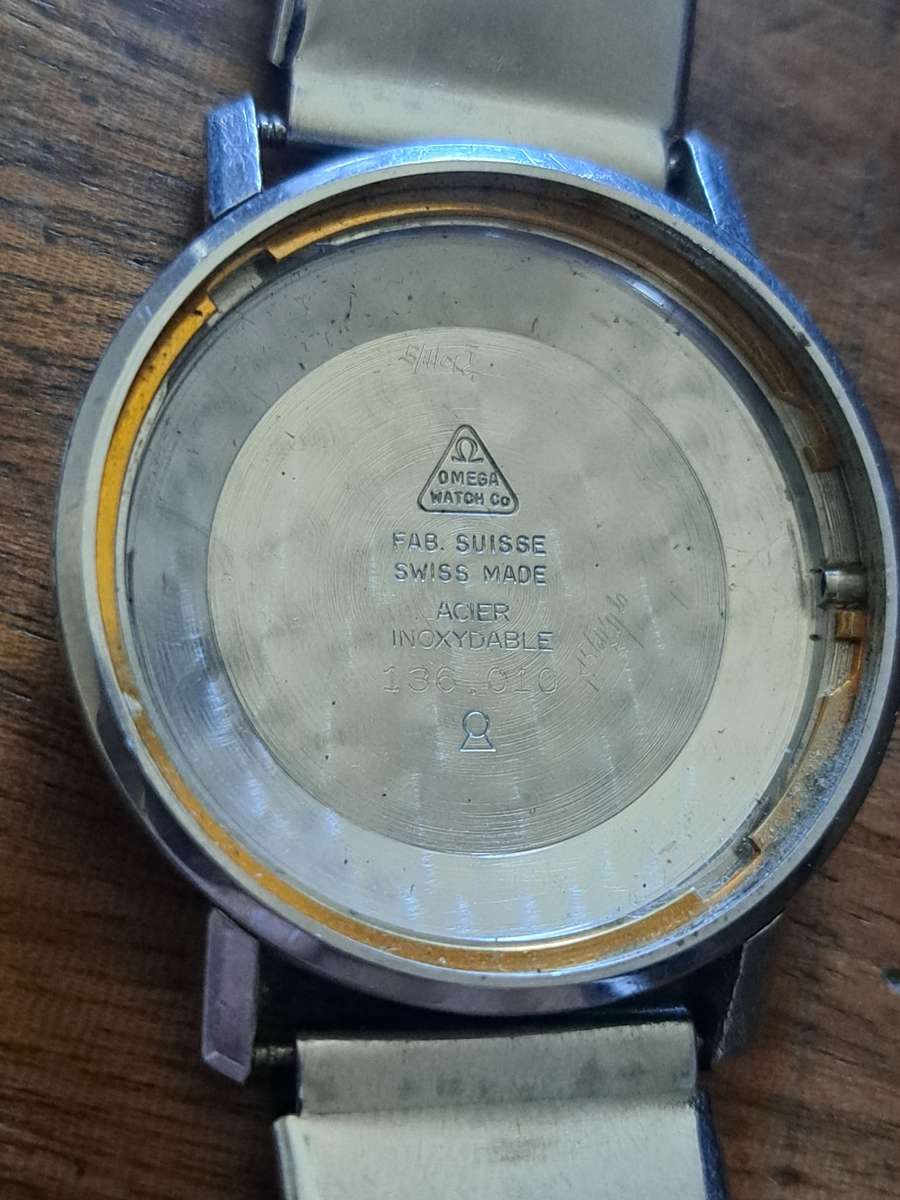 Ω
OMEGA
WATCH Co
FAB. SUISSE
SWISS MADE
ACIER
INOXYDABLE
136.010